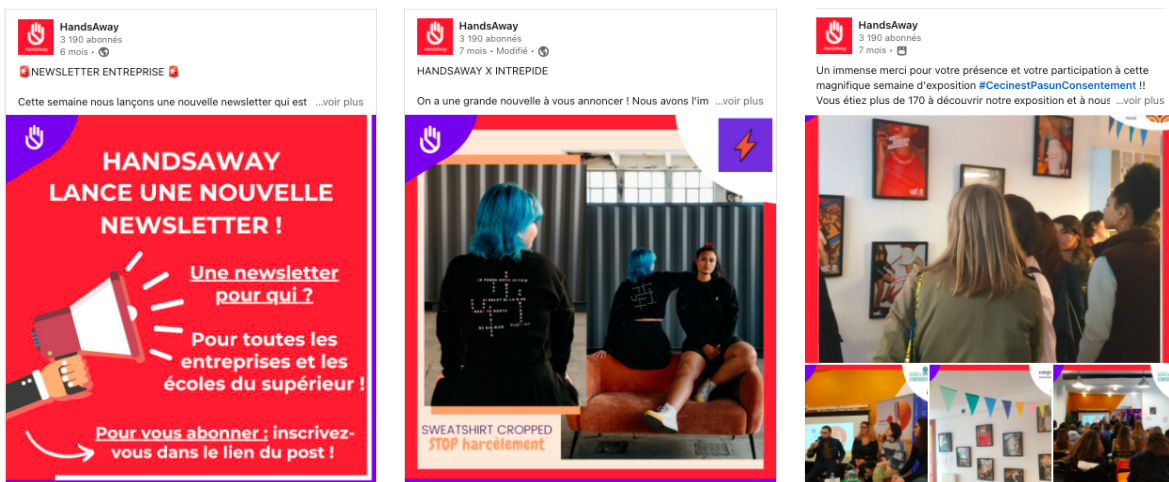 HandsAway
3 190 abonnés
6 mois •
🚨NEWSLETTER ENTREPRISE 🚨
Cette semaine nous lançons une nouvelle newsletter qui est ...voir plus
HANDSAWAY
LANCE UNE NOUVELLE
NEWSLETTER !
Une newsletter
pour qui ?
Pour toutes les
entreprises et les
écoles du supérieur !
Pour vous abonner : inscrivez-
vous dans le lien du post !
HandsAway
3 190 abonnés
7 mois • Modifié •
HANDSAWAY X INTREPIDE
On a une grande nouvelle à vous annoncer ! Nous avons l'im ...voir plus
SWEATSHIRT CROPPED
STOP harcèlement
HandsAway
3 190 abonnés
7 mois •
Un immense merci pour votre présence et votre participation à cette
magnifique semaine d'exposition #CecinestPasunConsentement !!
Vous étiez plus de 170 à découvrir notre exposition et à nous ...voir plus